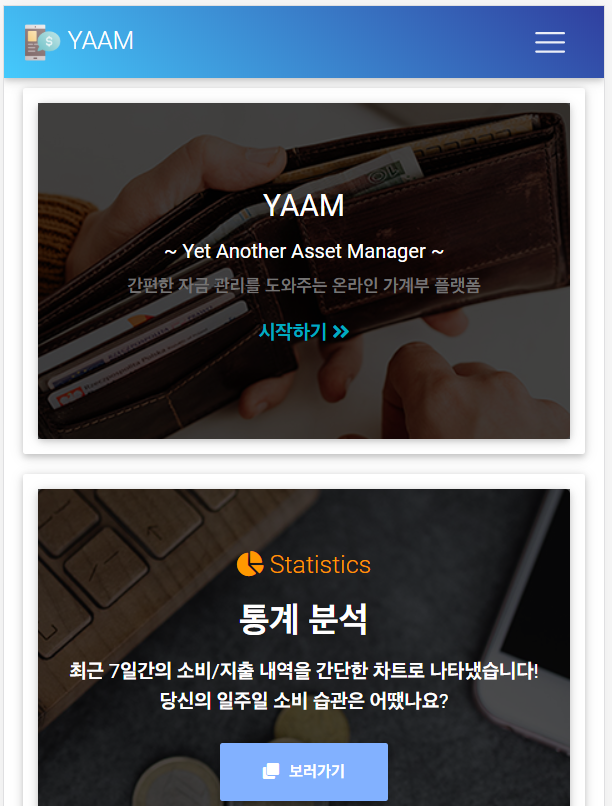 YAAM
YAAM
~ Yet Another Asset Manager ~
간편한 자금 관리를 도와주는 온라인 가계부 플랫폼
시작하기
Statistics
통계 분석
최근 7일간의 소비/지출 내역을 간단한 차트로 나타냈습니다!
당신의 일주일 소비 습관은 어땠나요?
보러가기